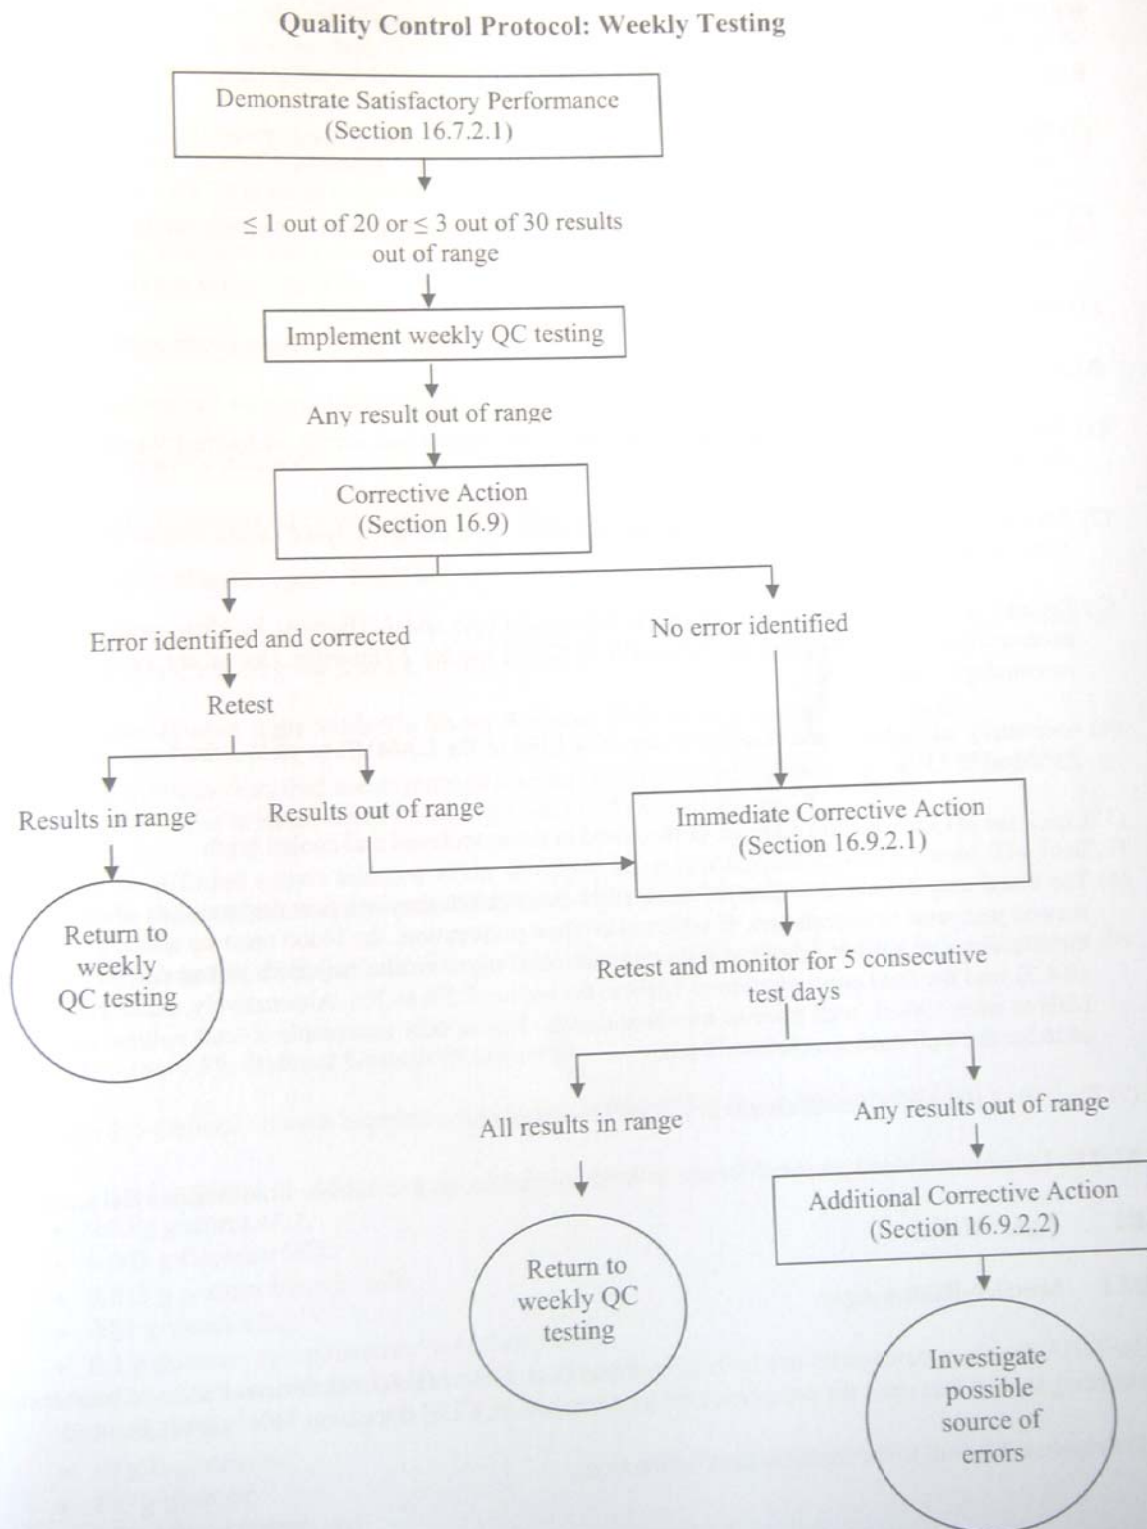 Quality Control Protocol: Weekly Testing
Demonstrate Satisfactory Performance
(Section 16.7.2.1)
≤ 1 out of 20 or ≤ 3 out of 30 results
out of range
Implement weekly QC testing
Any result out of range
Corrective Action
(Section 16.9)
Error identified and corrected
No error identified
Retest
Results in range
Results out of range
Immediate Corrective Action
(Section 16.9.2.1)
Return to
weekly
QC testing
Retest and monitor for 5 consecutive
test days
All results in range
Any results out of range
Additional Corrective Action
(Section 16.9.2.2)
Return to
weekly QC
testing
Investigate
possible
source of
errors